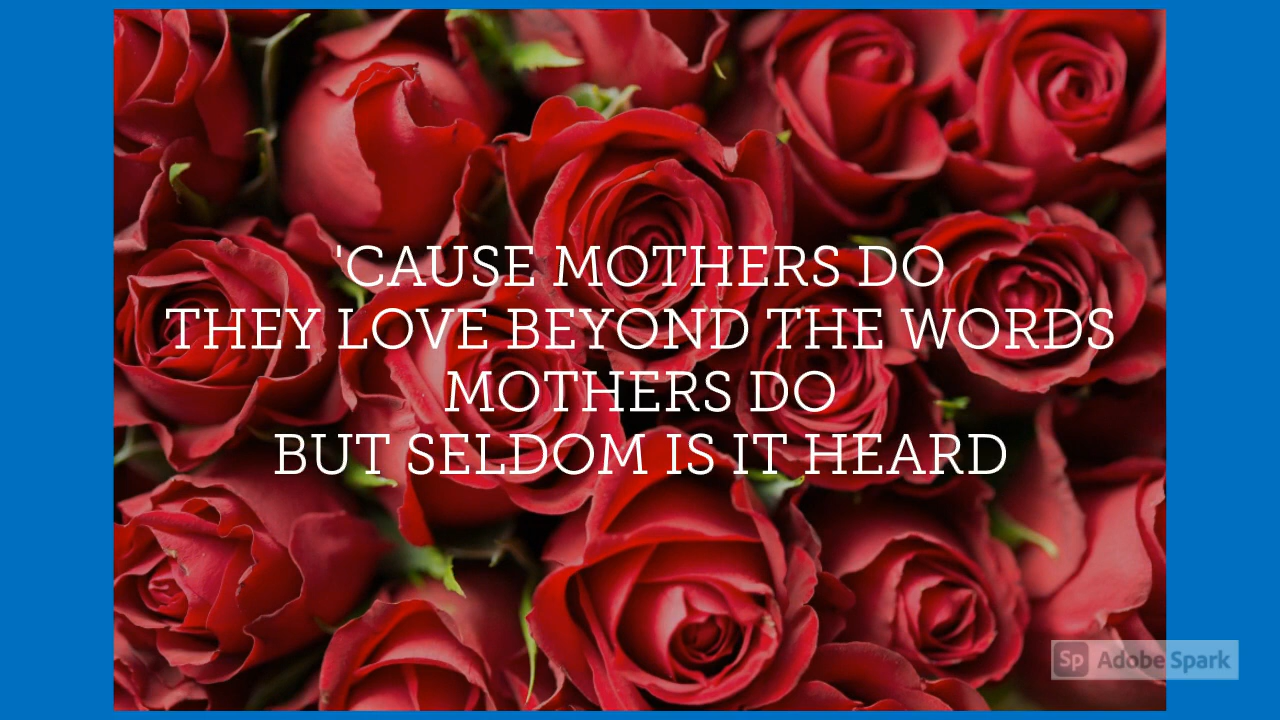 'CAUSE MOTHERS DO
THEY LOVE BEYOND THE WORDS
MOTHERS DO
BUT SELDOM IS IT HEARD
Sp Adobe Spark